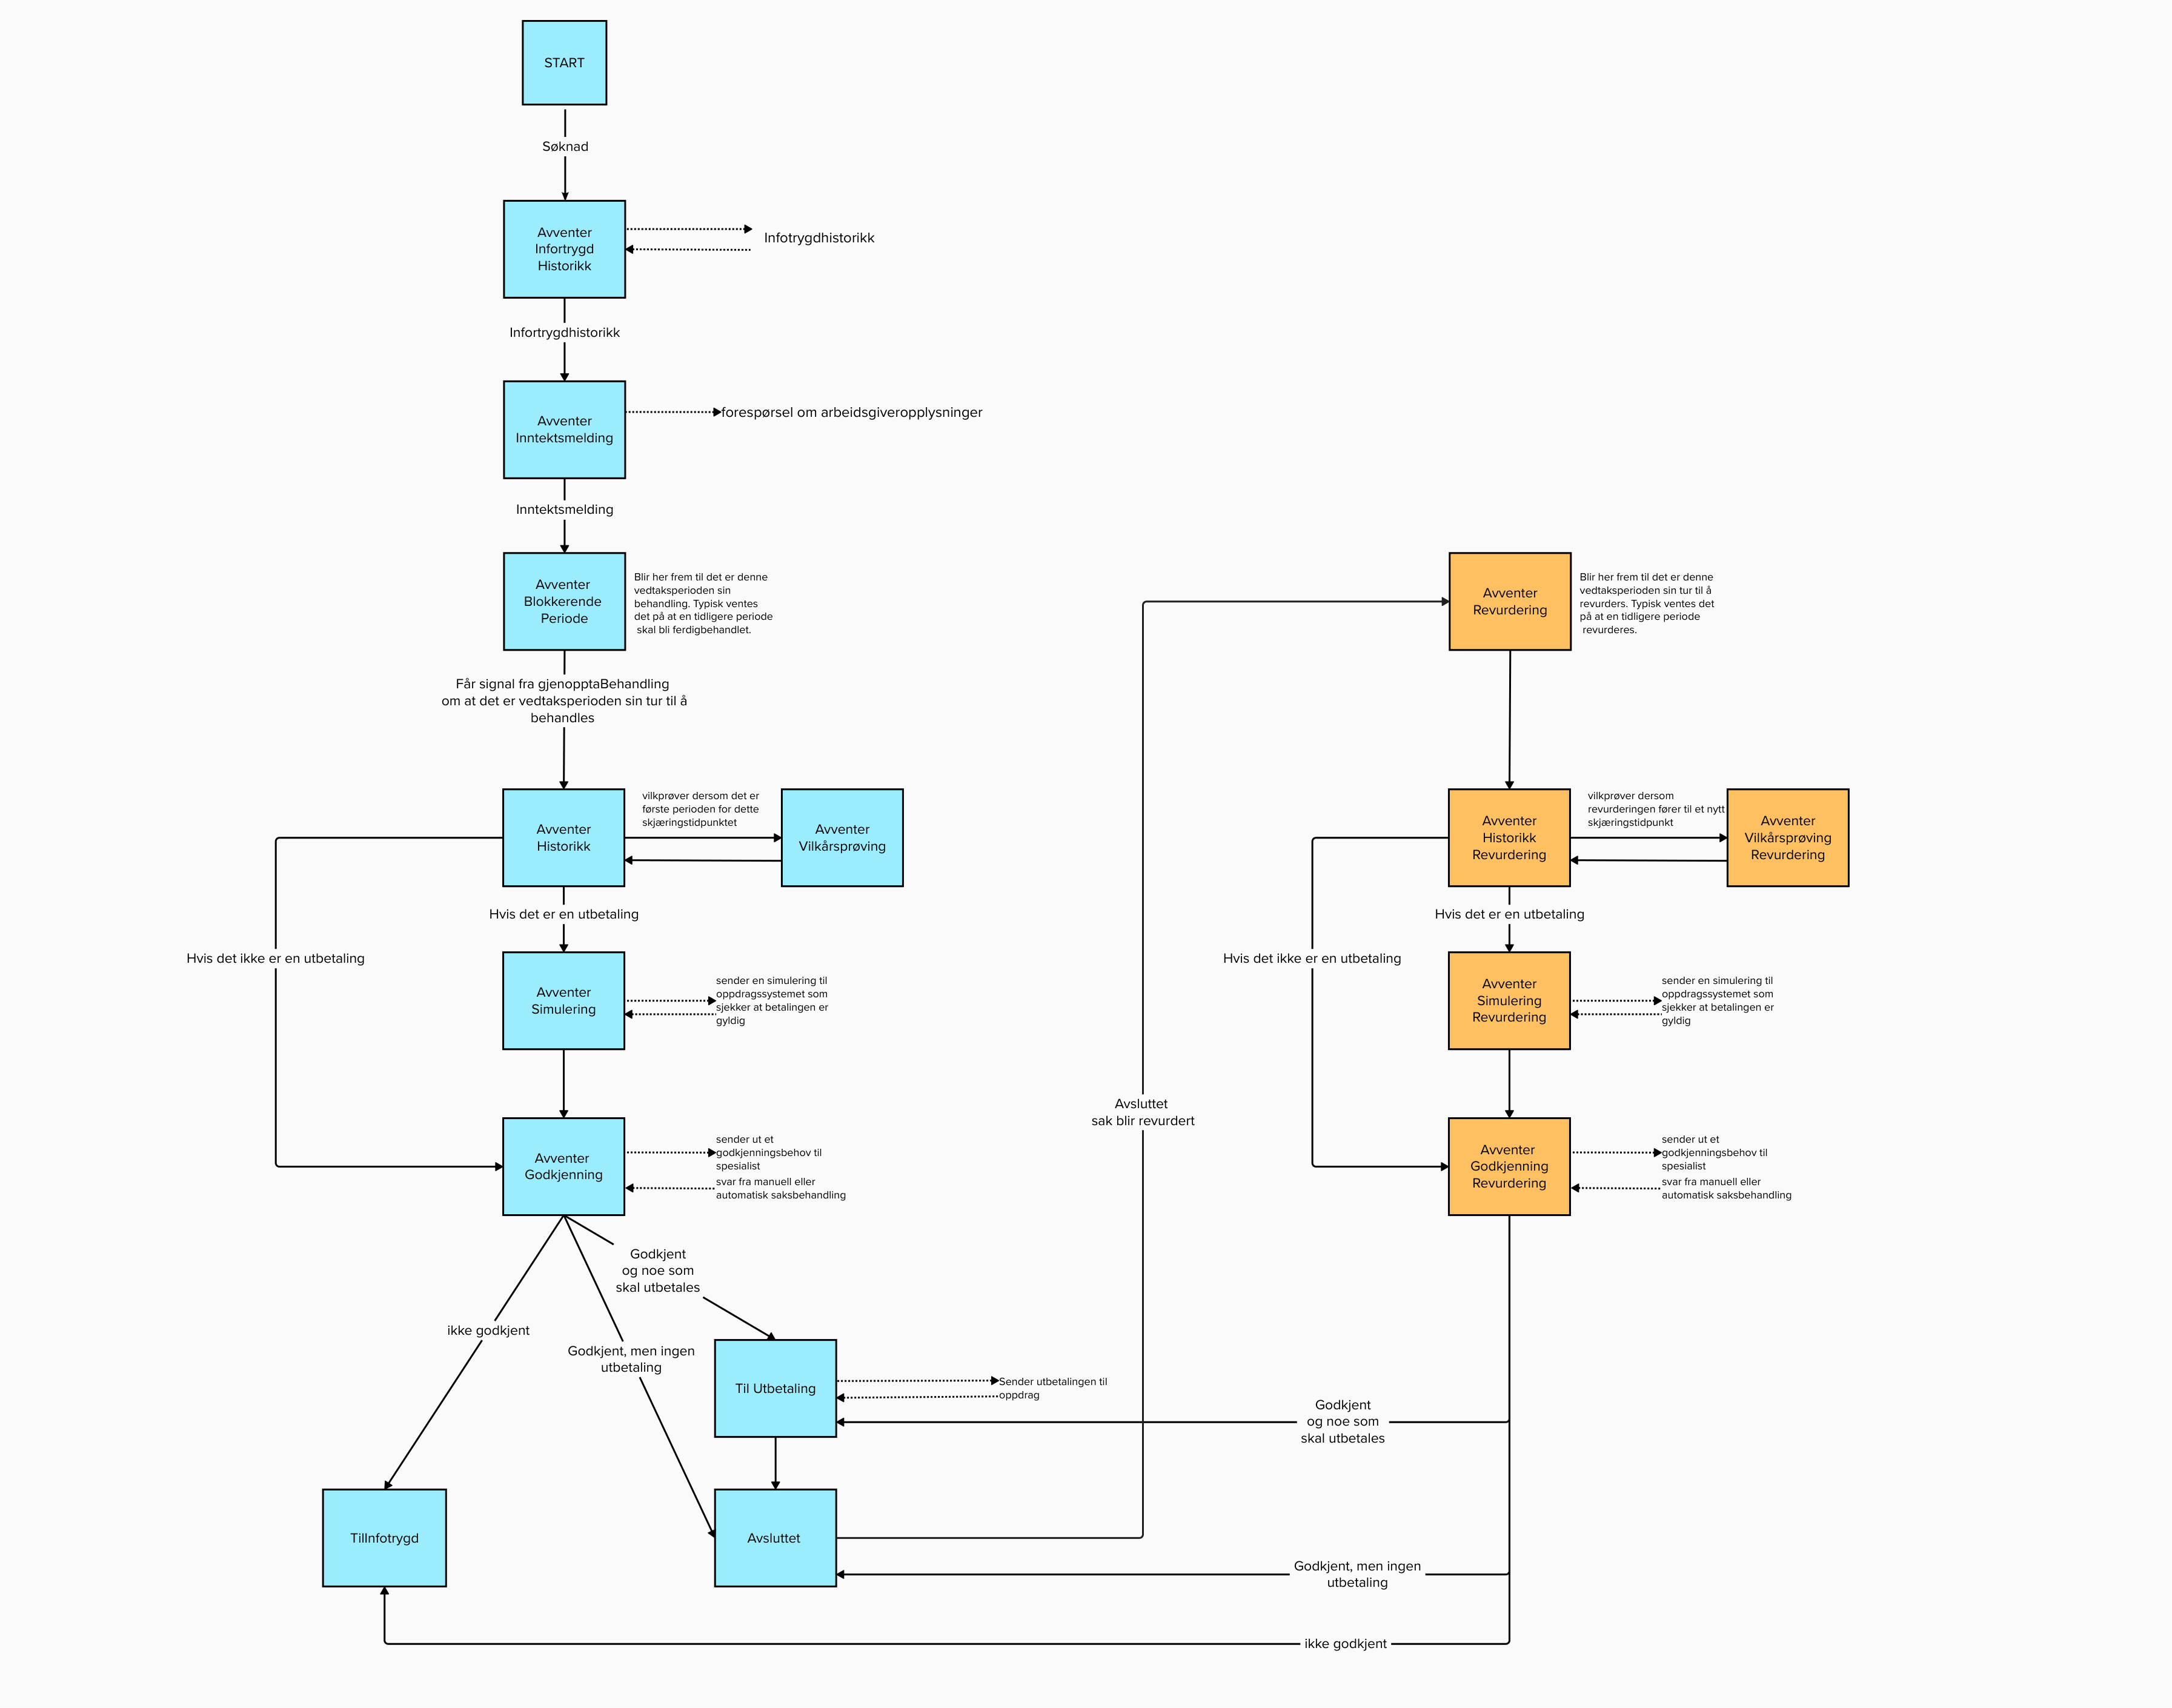 START
Søknad
Avventer
Infortrygd
Historikk
Infotrygdhistorikk
Infortrygdhistorikk
Avventer
Inntektsmelding
forespørsel om arbeidsgiveropplysninger
Inntektsmelding
Avventer
Blokkerende
Periode
Blir her frem til det er denne
vedtaksperioden sin
behandling. Typisk ventes
det på at en tidligere periode
skal bli ferdigbehandlet.
Avventer
Revurdering
Blir her frem til det er denne
vedtaksperioden sin tur til å
revurders. Typisk ventes det
på at en tidligere periode
revurderes.
Får signal fra gjenopptaBehandling
om at det er vedtaksperioden sin tur til å
behandles
Avventer
Historikk
vilkprøver dersom det er
første perioden for dette
skjæringstidpunktet
Avventer
Vilkårsprøving
Avventer
Historikk
Revurdering
vilkprøver dersom
revurderingen fører til et nytt
skjæringstidpunkt
Avventer
Vilkårsprøving
Revurdering
Hvis det er en utbetaling
Hvis det er en utbetaling
Hvis det ikke er en utbetaling
Hvis det ikke er en utbetaling
Avventer
Simulering
sender en simulering til
oppdragssystemet som
sjekker at betalingen er
gyldig
Avventer
Simulering
Revurdering
sender en simulering til
oppdragssystemet som
sjekker at betalingen er
gyldig
Avsluttet
sak blir revurdert
Avventer
Godkjenning
sender ut et
godkjenningsbehov til
spesialist
svar fra manuell eller
automatisk saksbehandling
Avventer
Godkjenning
Revurdering
sender ut et
godkjenningsbehov til
spesialist
svar fra manuell eller
automatisk saksbehandling
Godkjent
og noe som
skal utbetales
ikke godkjent
Godkjent, men ingen
utbetaling
Til Utbetaling
Sender utbetalingen til
oppdrag
Godkjent
og noe som
skal utbetales
TilInfotrygd
Avsluttet
Godkjent, men ingen
utbetaling
ikke godkjent